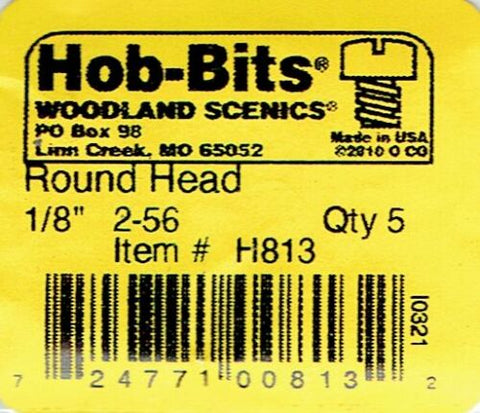 Hob-Bits®
WOODLAND SCENICS®
PO Box 98
Linn Creek, MO 65052
Made in USA
©2010 O CO
Round Head
1/8" 2-56 Qty 5
Item # H813
I0321
7 24771 00813 2